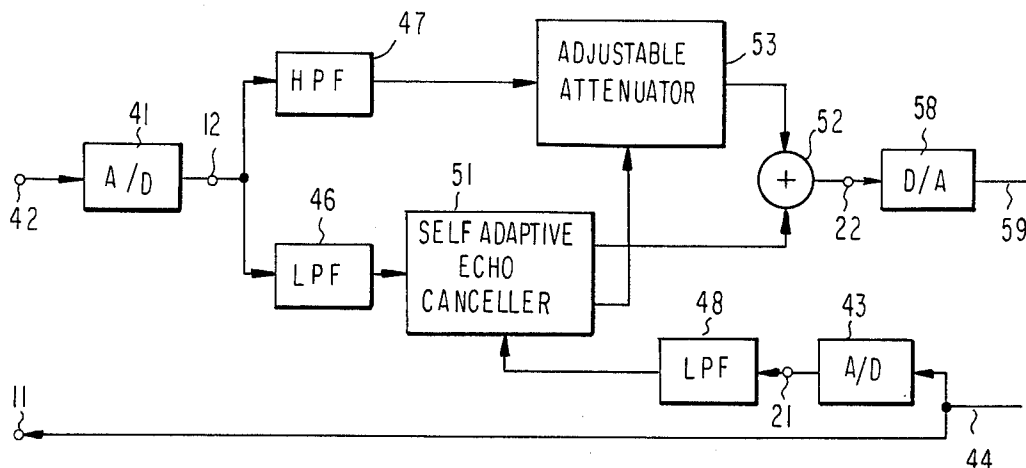 47
HPF
ADJUSTABLE
ATTENUATOR
53
41
A/D
12
42
52
+
58
D/A
22
59
46
LPF
51
SELF ADAPTIVE
ECHO
CANCELLER
48
LPF
43
A/D
21
11
44